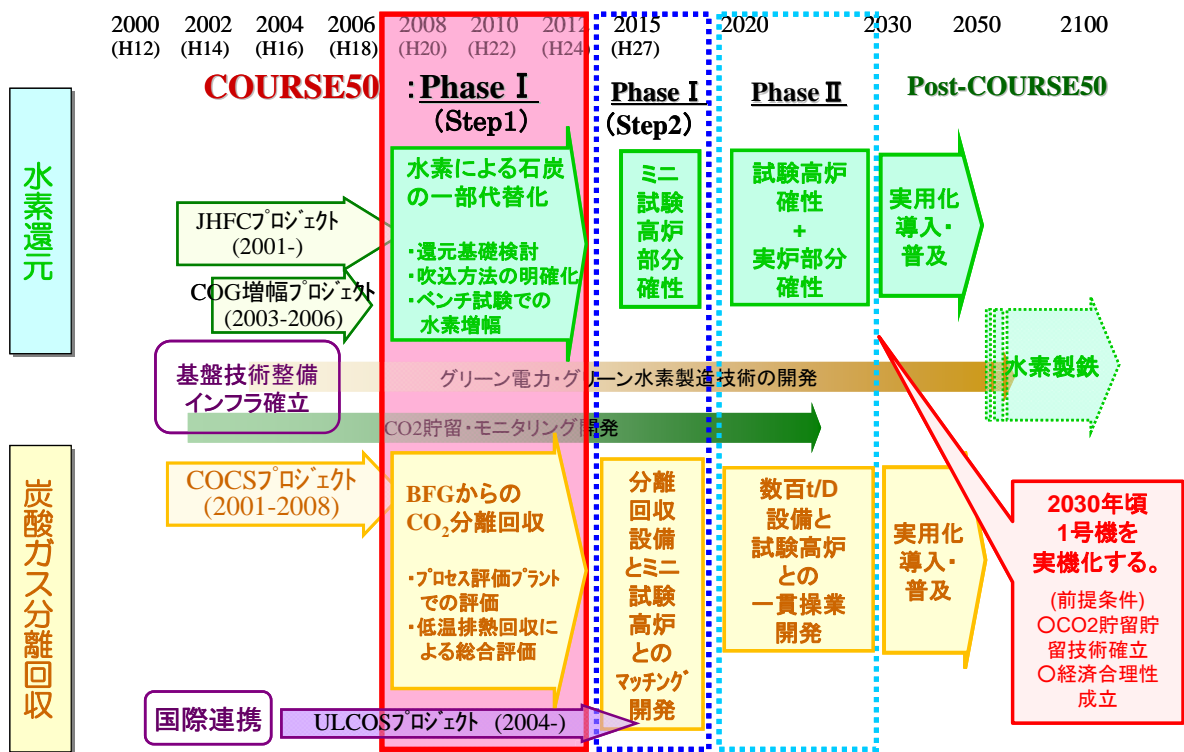 2000 2002 2004 2006 2008 2010 2012 2015 2020 2030 2050 2100
(H12) (H14) (H16) (H18) (H20) (H22) (H24) (H27)
COURSE50 :Phase Ⅰ
(Step1)
Phase Ⅰ
(Step2)
Phase Ⅱ
Post-COURSE50
水素還元
JHFCプロジェクト
(2001-)
COG増幅プロジェクト
(2003-2006)
水素による石炭
の一部代替化
・還元基礎検討
・吹込方法の明確化
・ベンチ試験での
水素増幅
ミニ
試験
高炉
部分
確性
試験高炉
確性
+
実炉部分
確性
実用化
導入・
普及
水素製鉄
基盤技術整備
インフラ確立
グリーン電力・グリーン水素製造技術の開発
CO2貯留・モニタリング開発
炭酸ガス分離回収
COCSプロジェクト
(2001-2008)
BFGからの
CO₂分離回収
・プロセス評価プラント
での評価
・低温排熱回収に
よる総合評価
分離
回収
設備
とミニ
試験
高炉
との
マッチング
開発
数百t/D
設備と
試験高炉
との
一貫操業
開発
実用化
導入・
普及
2030年頃
1号機を
実機化する。
(前提条件)
〇CO2貯留貯
留技術確立
〇経済合理性
成立
国際連携
ULCOSプロジェクト (2004-)